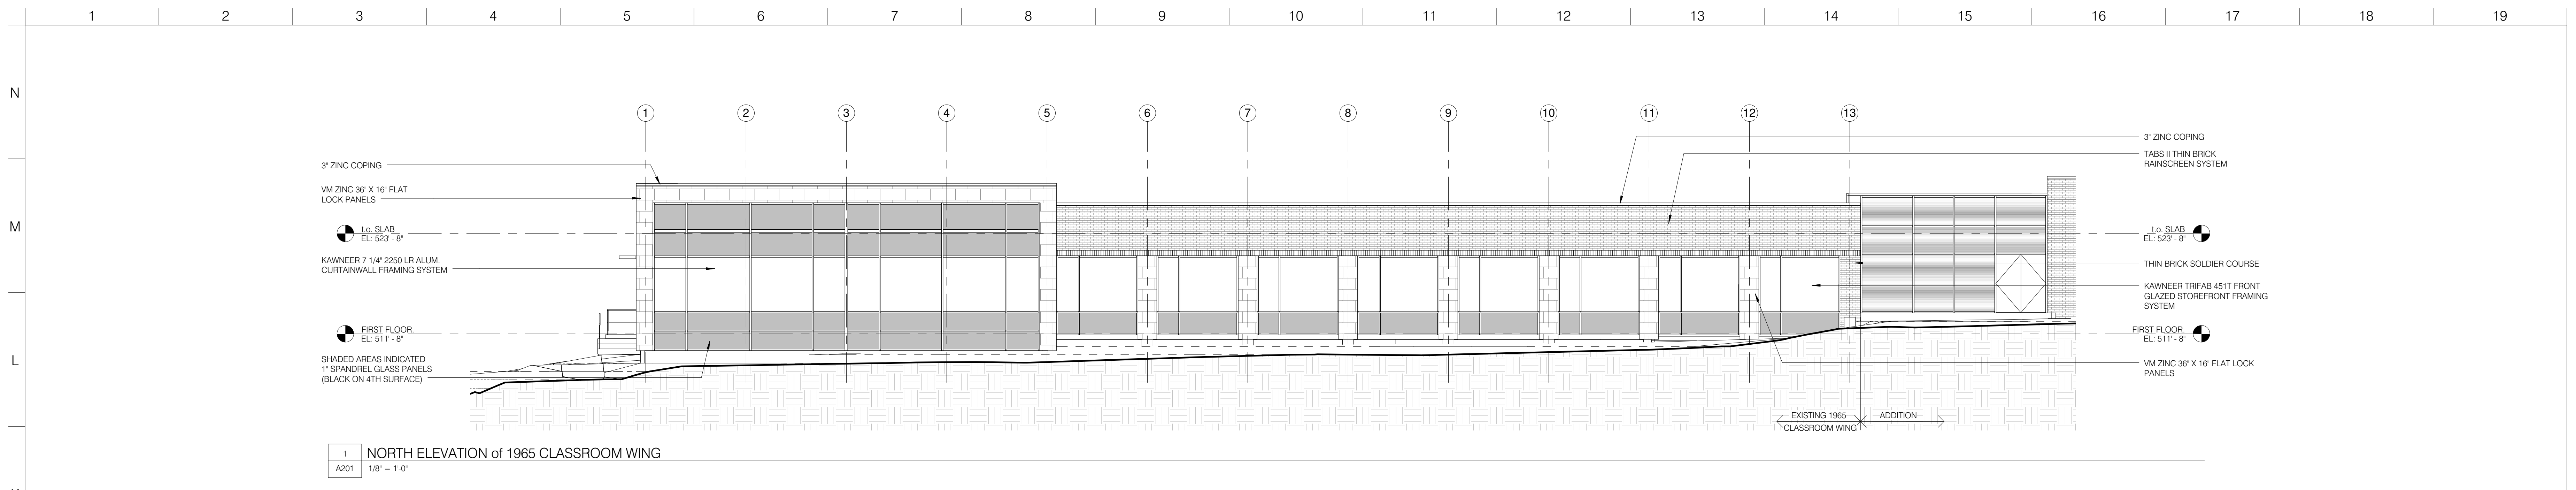 1 2 3 4 5 6 7 8 9 10 11 12 13 14 15 16 17 18 19
N
M
L
1 2 3 4 5 6 7 8 9 10 11 12 13
3" ZINC COPING
VM ZINC 36" X 16" FLAT
LOCK PANELS
t.o. SLAB
EL: 523' - 8"
KAWNEER 7 1/4" 2250 LR ALUM.
CURTAINWALL FRAMING SYSTEM
FIRST FLOOR
EL: 511' - 8"
SHADED AREAS INDICATED
1" SPANDREL GLASS PANELS
(BLACK ON 4TH SURFACE)
3" ZINC COPING
TABS II THIN BRICK
RAINSCREEN SYSTEM
t.o. SLAB
EL: 523' - 8"
THIN BRICK SOLDIER COURSE
KAWNEER TRIFAB 451T FRONT
GLAZED STOREFRONT FRAMING
SYSTEM
FIRST FLOOR
EL: 511' - 8"
VM ZINC 36" X 16" FLAT LOCK
PANELS
EXISTING 1965
CLASSROOM WING
ADDITION
1 NORTH ELEVATION of 1965 CLASSROOM WING
A201 1/8" = 1'-0"